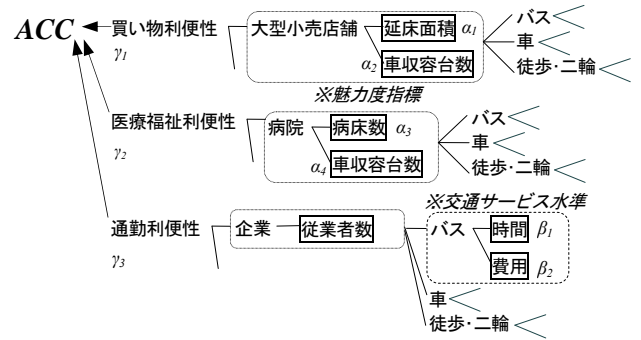 ACC
買い物利便性
γ1
大型小売店舗
延床面積 α1
α2 車収容台数
バス
車
徒歩・二輪
※魅力度指標
医療福祉利便性
γ2
病院
病床数 α3
α4 車収容台数
バス
車
徒歩・二輪
※交通サービス水準
通勤利便性
γ3
企業
従業者数
バス
時間 β1
費用 β2
車
徒歩・二輪